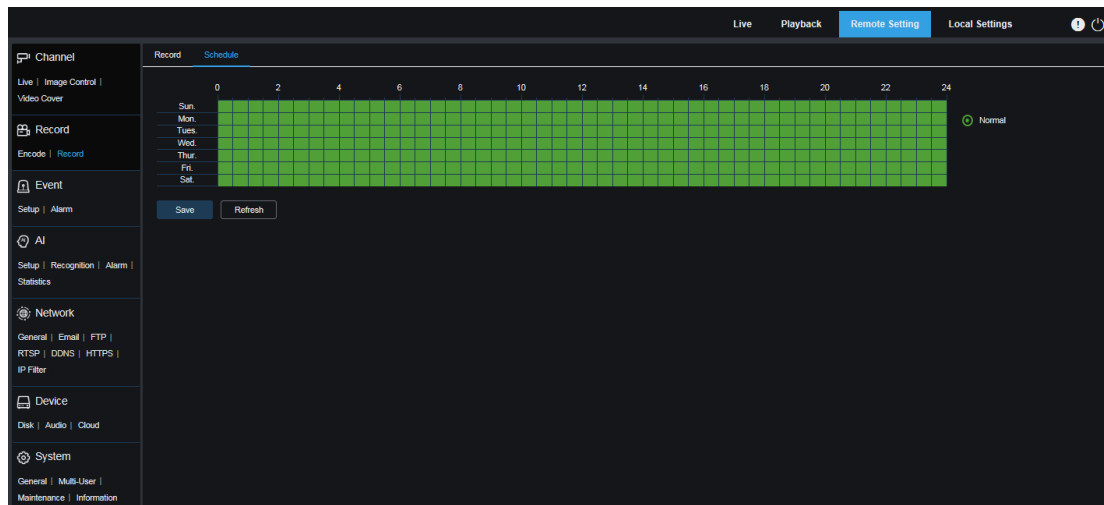 Live Playback Remote Setting Local Settings
Channel
Live | Image Control |
Video Cover
Record
Encode | Record
Event
Setup | Alarm
AI
Setup | Recognition | Alarm |
Statistics
Network
General | Email | FTP |
RTSP | DDNS | HTTPS |
IP Filter
Device
Disk | Audio | Cloud
System
General | Multi-User |
Maintenance | Information
Record Schedule
0 2 4 6 8 10 12 14 16 18 20 22 24
Sun.
Mon.
Tues.
Wed.
Thur.
Fri.
Sat.
Normal
Save Refresh